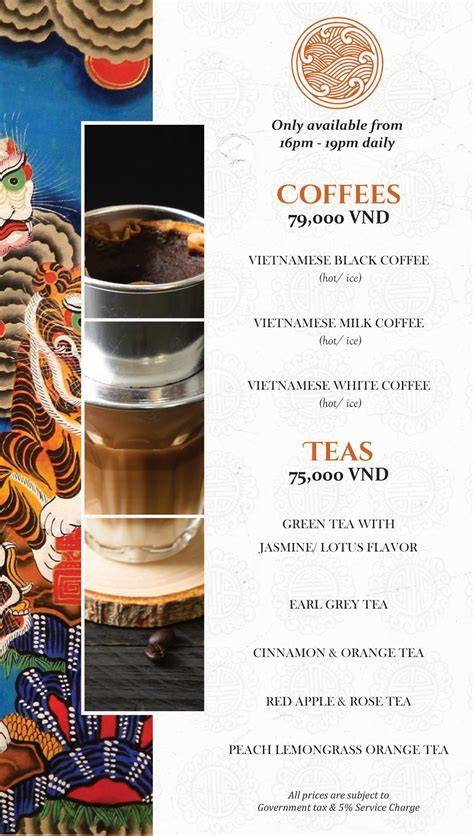 Only available from
16pm - 19pm daily
COFFEES
79,000 VND
VIETNAMESE BLACK COFFEE
(hot/ ice)
VIETNAMESE MILK COFFEE
(hot/ ice)
VIETNAMESE WHITE COFFEE
(hot/ ice)
TEAS
75,000 VND
GREEN TEA WITH
JASMINE/ LOTUS FLAVOR
EARL GREY TEA
CINNAMON & ORANGE TEA
RED APPLE & ROSE TEA
PEACH LEMONGRASS ORANGE TEA
All prices are subject to
Government tax & 5% Service Charge